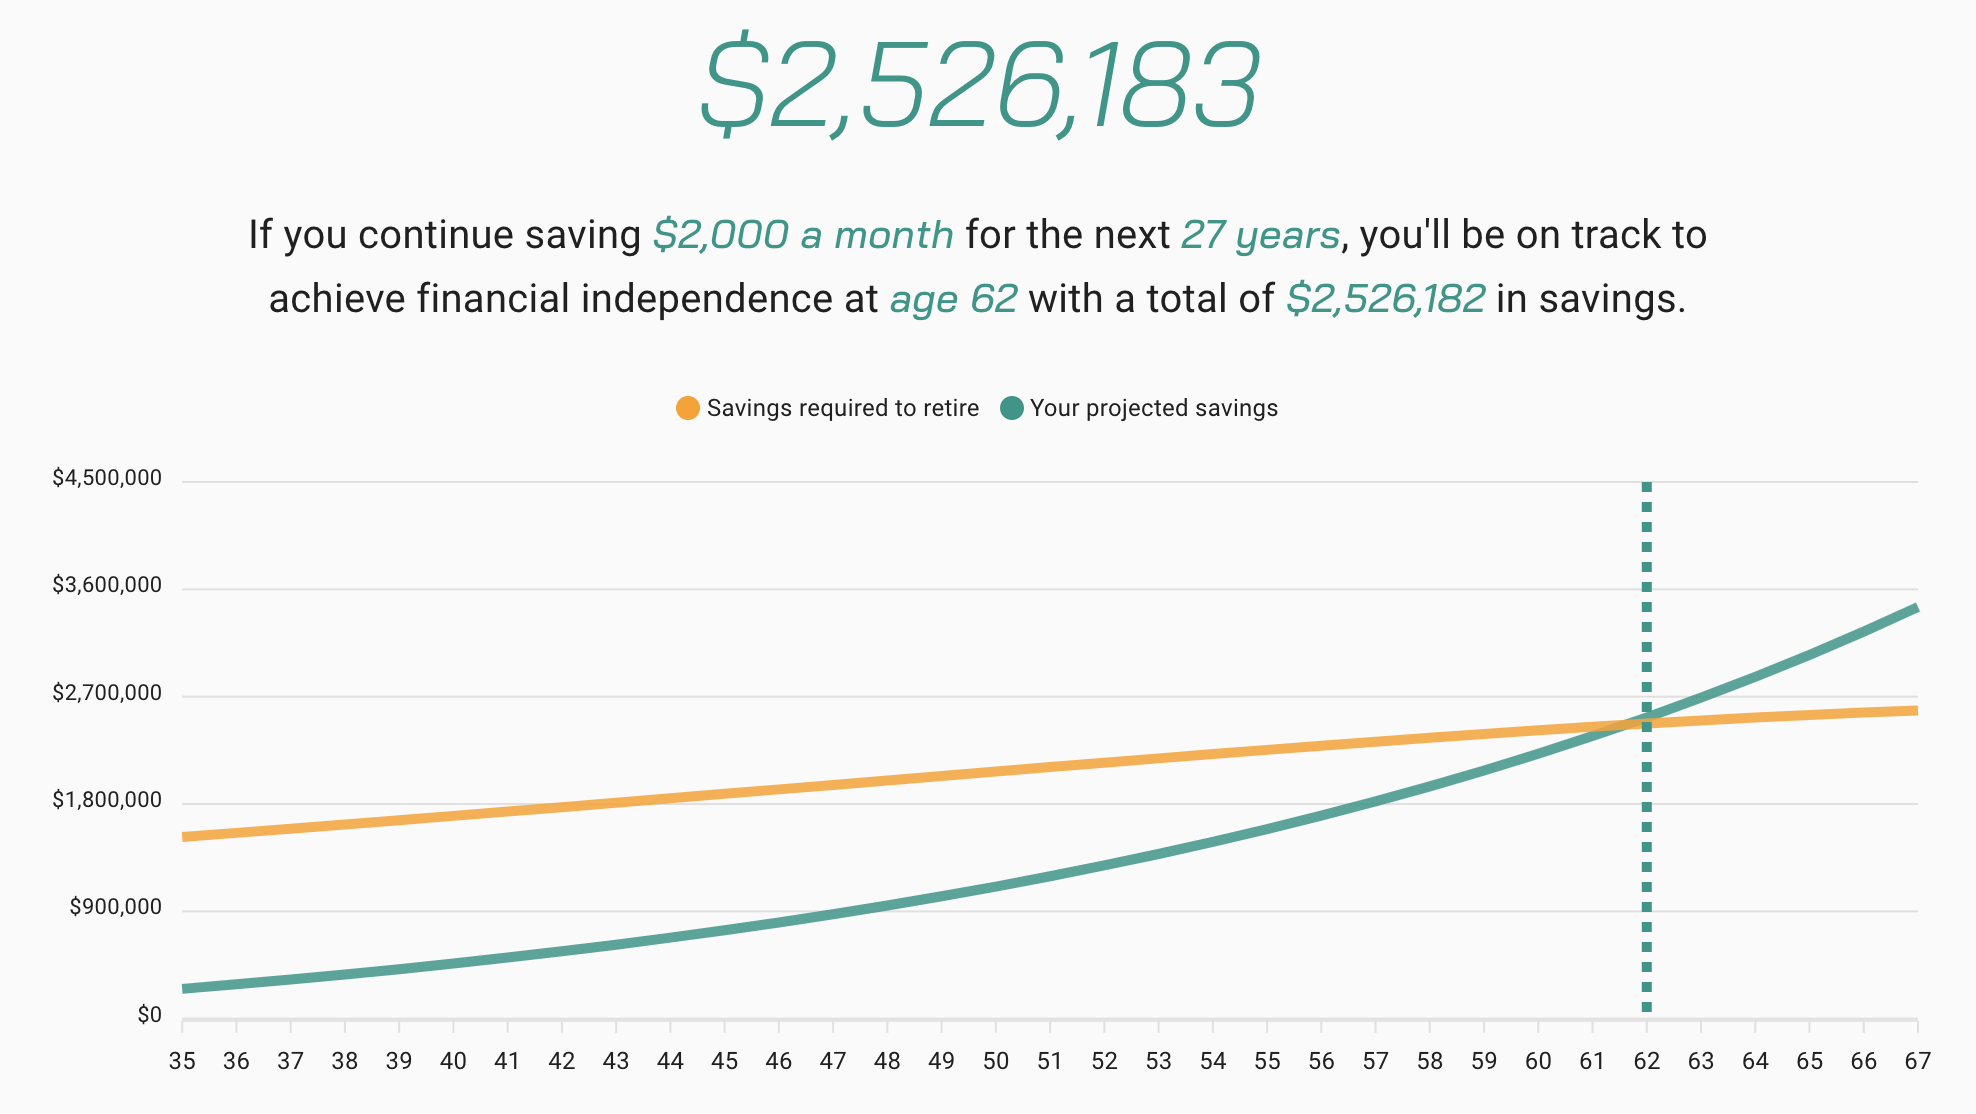 $2,526,183
If you continue saving $2,000 a month for the next 27 years, you'll be on track to
achieve financial independence at age 62 with a total of $2,526,182 in savings.
Savings required to retire Your projected savings
$4,500,000
$3,600,000
$2,700,000
$1,800,000
$900,000
$0
35 36 37 38 39 40 41 42 43 44 45 46 47 48 49 50 51 52 53 54 55 56 57 58 59 60 61 62 63 64 65 66 67